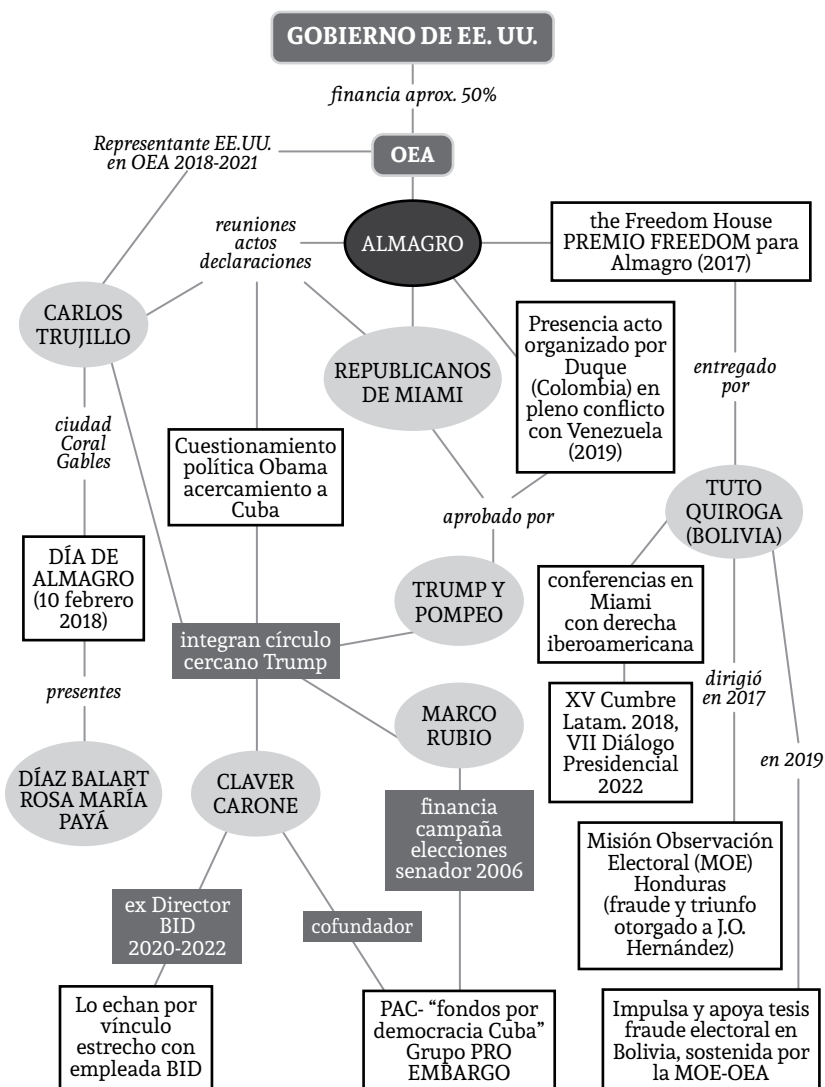 GOBIERNO DE EE. UU.
financia aprox. 50%
Representante EE.UU.
en OEA 2018-2021
OEA
reuniones
actos
declaraciones
ALMAGRO
the Freedom House
PREMIO FREEDOM para
Almagro (2017)
CARLOS
TRUJILLO
REPUBLICANOS
DE MIAMI
Presencia acto
organizado por
Duque
(Colombia) en
pleno conflicto
con Venezuela
(2019)
entregado
por
ciudad
Coral
Gables
Cuestionamiento
política Obama
acercamiento a
Cuba
aprobado por
TUTO
QUIROGA
(BOLIVIA)
DÍA DE
ALMAGRO
(10 febrero
2018)
TRUMP Y
POMPEO
conferencias en
Miami
con derecha
iberoamericana
integran círculo
cercano Trump
presentes
MARCO
RUBIO
XV Cumbre
Latam. 2018,
VII Diálogo
Presidencial
2022
dirigió
en 2017
en 2019
DÍAZ BALART
ROSA MARÍA
PAYÁ
CLAVER
CARONE
financia
campaña
elecciones
senador 2006
Misión Observación
Electoral (MOE)
Honduras
(fraude y triunfo
otorgado a J.O.
Hernández)
ex Director
BID
2020-2022
cofundador
Lo echan por
vínculo
estrecho con
empleada BID
PAC- “fondos por
democracia Cuba”
Grupo PRO
EMBARGO
Impulsa y apoya tesis
fraude electoral en
Bolivia, sostenida por
la MOE-OEA